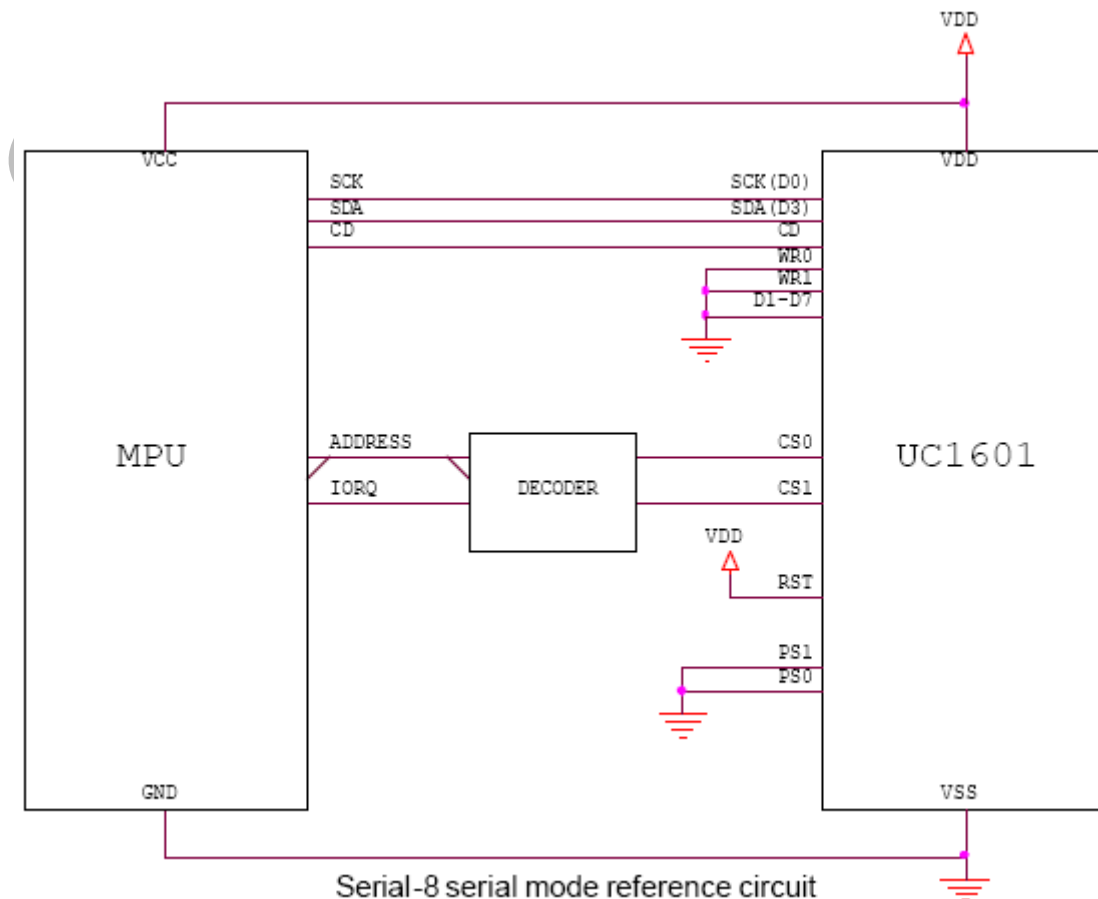 VDD
VCC
VDD
SCK
SCK(D0)
SDA
SDA(D3)
CD
CD
WR0
WR1
D1-D7
ADDRESS
CS0
MPU
UC1601
IORQ
DECODER
CS1
VDD
RST
PS1
PS0
GND
VSS
Serial-8 serial mode reference circuit